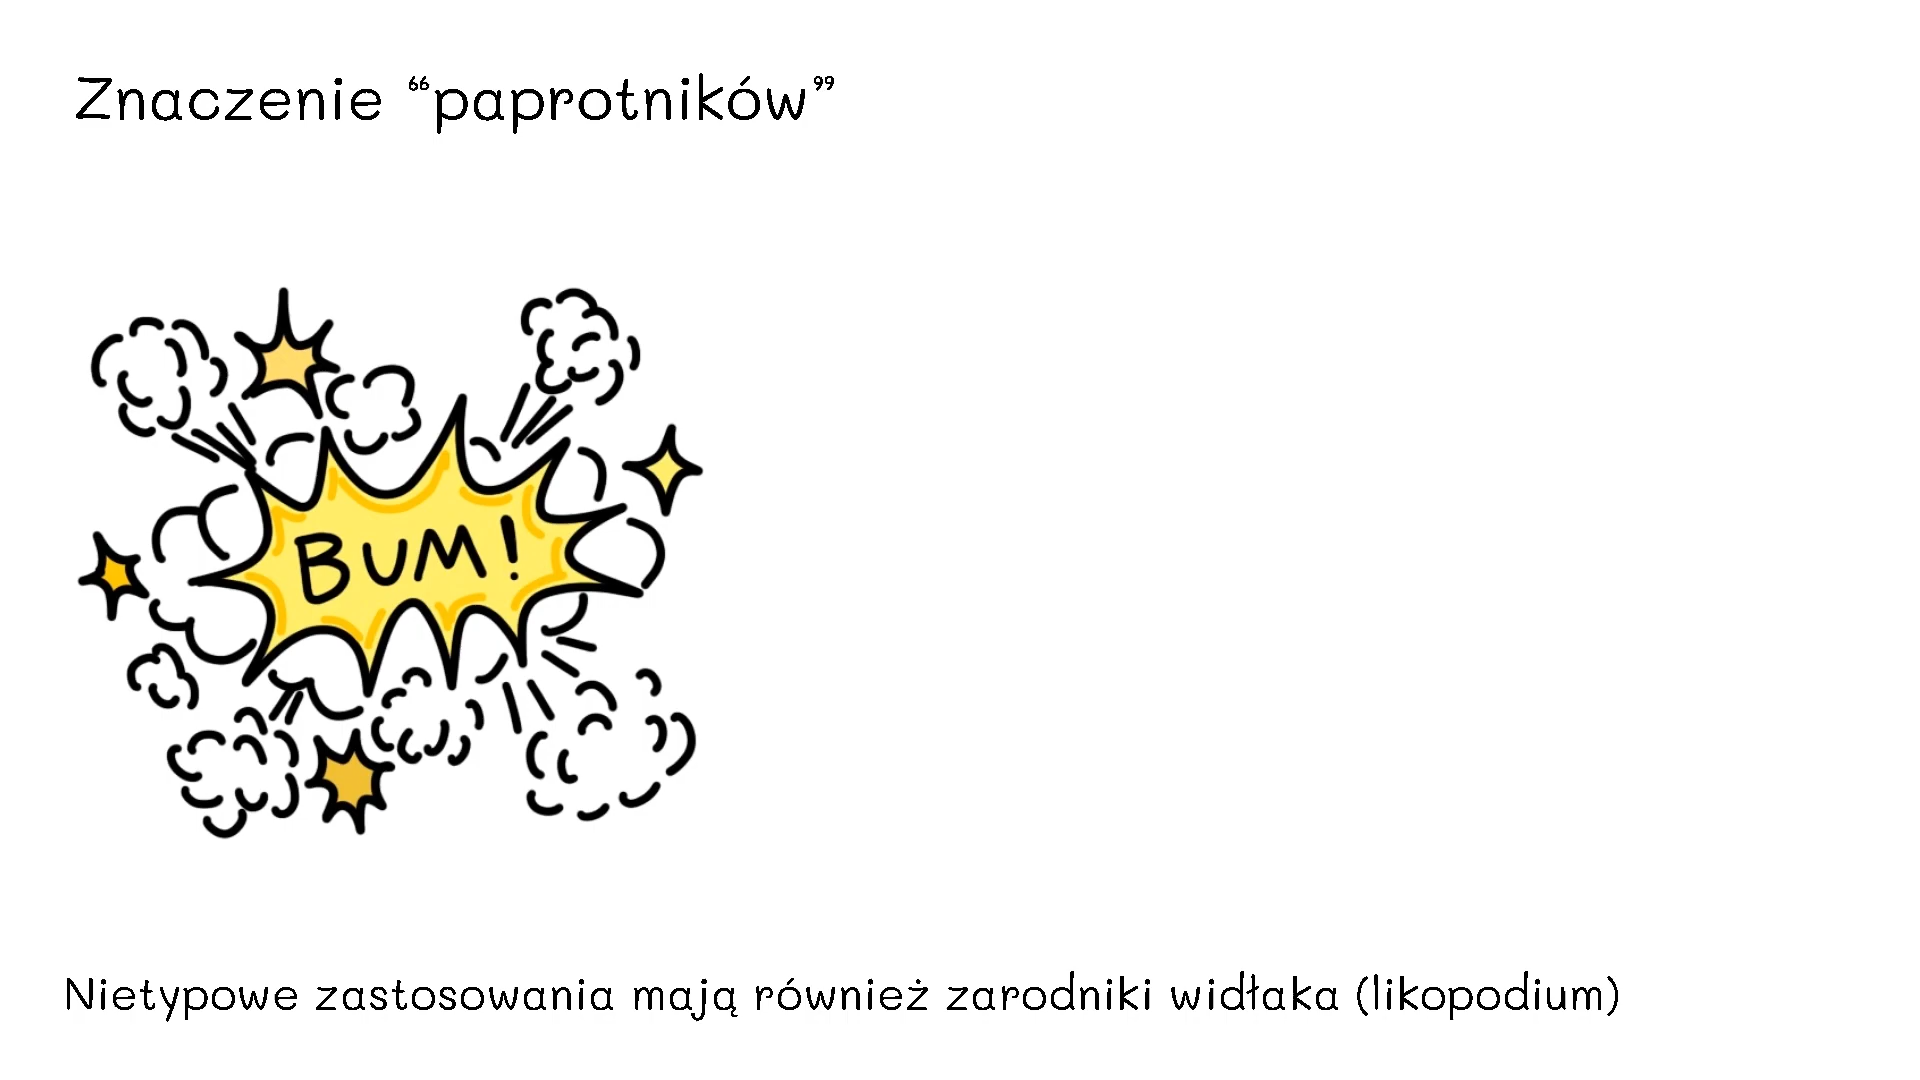 Znaczenie “paprotników”
BUM!
Nietypowe zastosowania mają również zarodniki widłaka (likopodium)